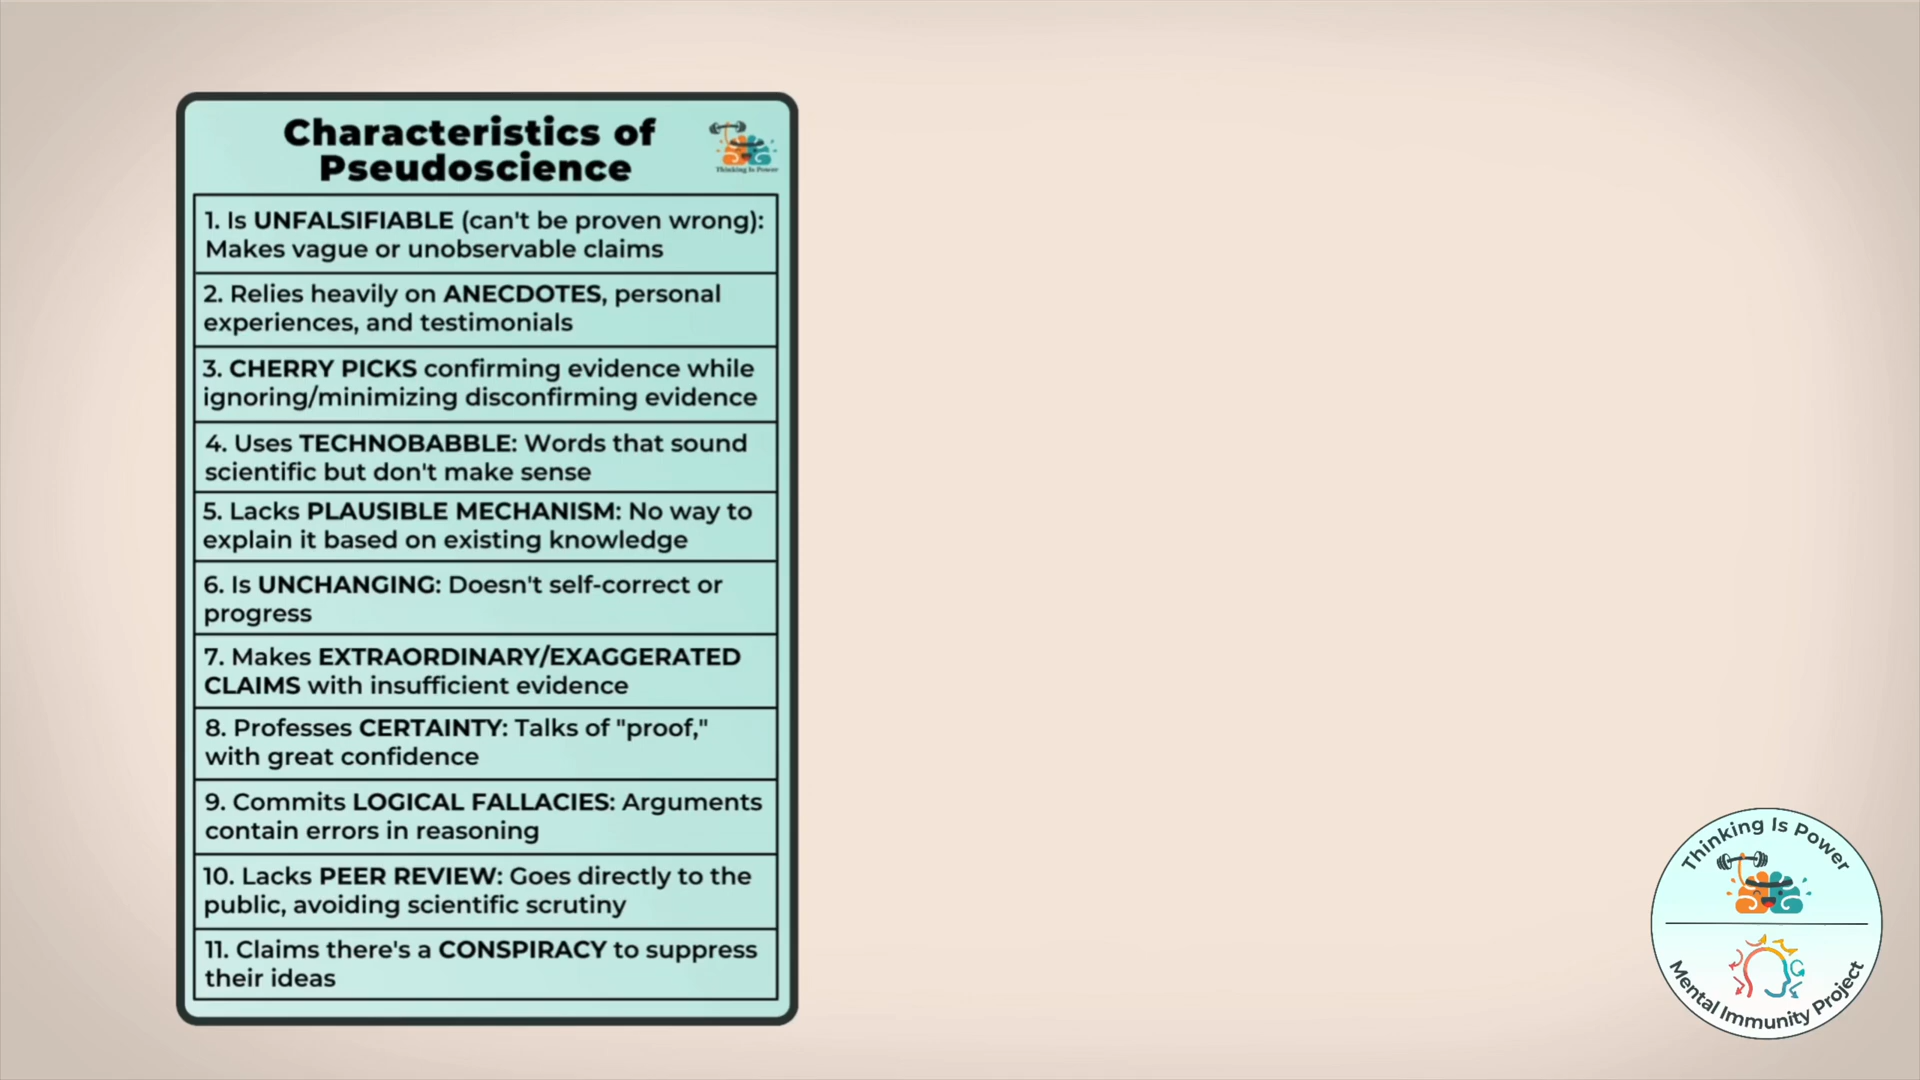 Characteristics of
Pseudoscience
Thinking Is Power
1. Is UNFALSIFIABLE (can't be proven wrong):
Makes vague or unobservable claims
2. Relies heavily on ANECDOTES, personal
experiences, and testimonials
3. CHERRY PICKS confirming evidence while
ignoring/minimizing disconfirming evidence
4. Uses TECHNOBABBLE: Words that sound
scientific but don't make sense
5. Lacks PLAUSIBLE MECHANISM: No way to
explain it based on existing knowledge
6. Is UNCHANGING: Doesn't self-correct or
progress
7. Makes EXTRAORDINARY/EXAGGERATED
CLAIMS with insufficient evidence
8. Professes CERTAINTY: Talks of "proof,"
with great confidence
9. Commits LOGICAL FALLACIES: Arguments
contain errors in reasoning
10. Lacks PEER REVIEW: Goes directly to the
public, avoiding scientific scrutiny
11. Claims there's a CONSPIRACY to suppress
their ideas
Thinking Is Power
Mental Immunity Project